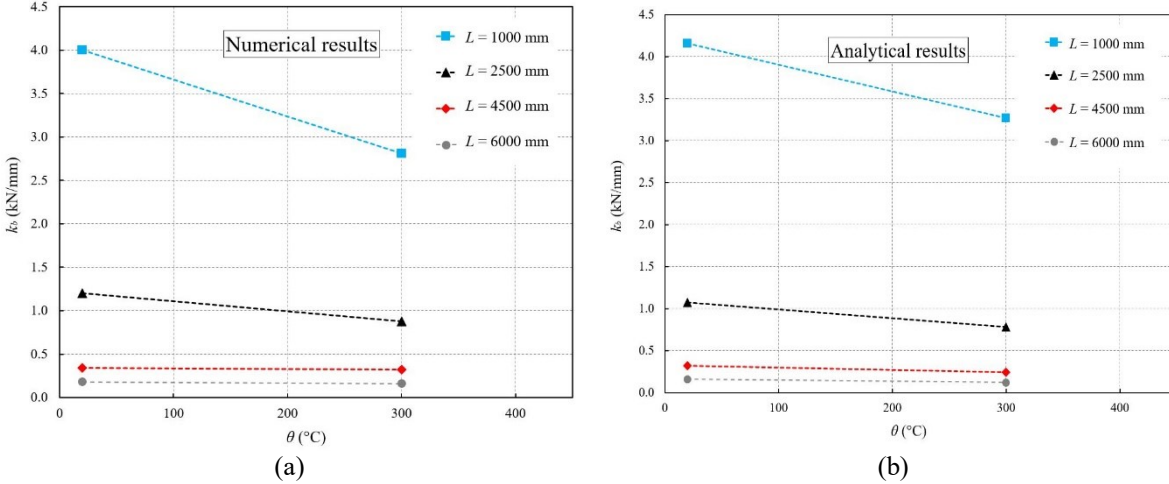 Numerical results
L = 1000 mm
L = 2500 mm
L = 4500 mm
L = 6000 mm
4.5
4.0
3.5
3.0
2.5
2.0
1.5
1.0
0.5
0.0
k_b (kN/mm)
0 100 200 300 400
θ (°C)
(a)
Analytical results
L = 1000 mm
L = 2500 mm
L = 4500 mm
L = 6000 mm
4.5
4.0
3.5
3.0
2.5
2.0
1.5
1.0
0.5
0.0
k_b (kN/mm)
0 100 200 300 400
θ (°C)
(b)